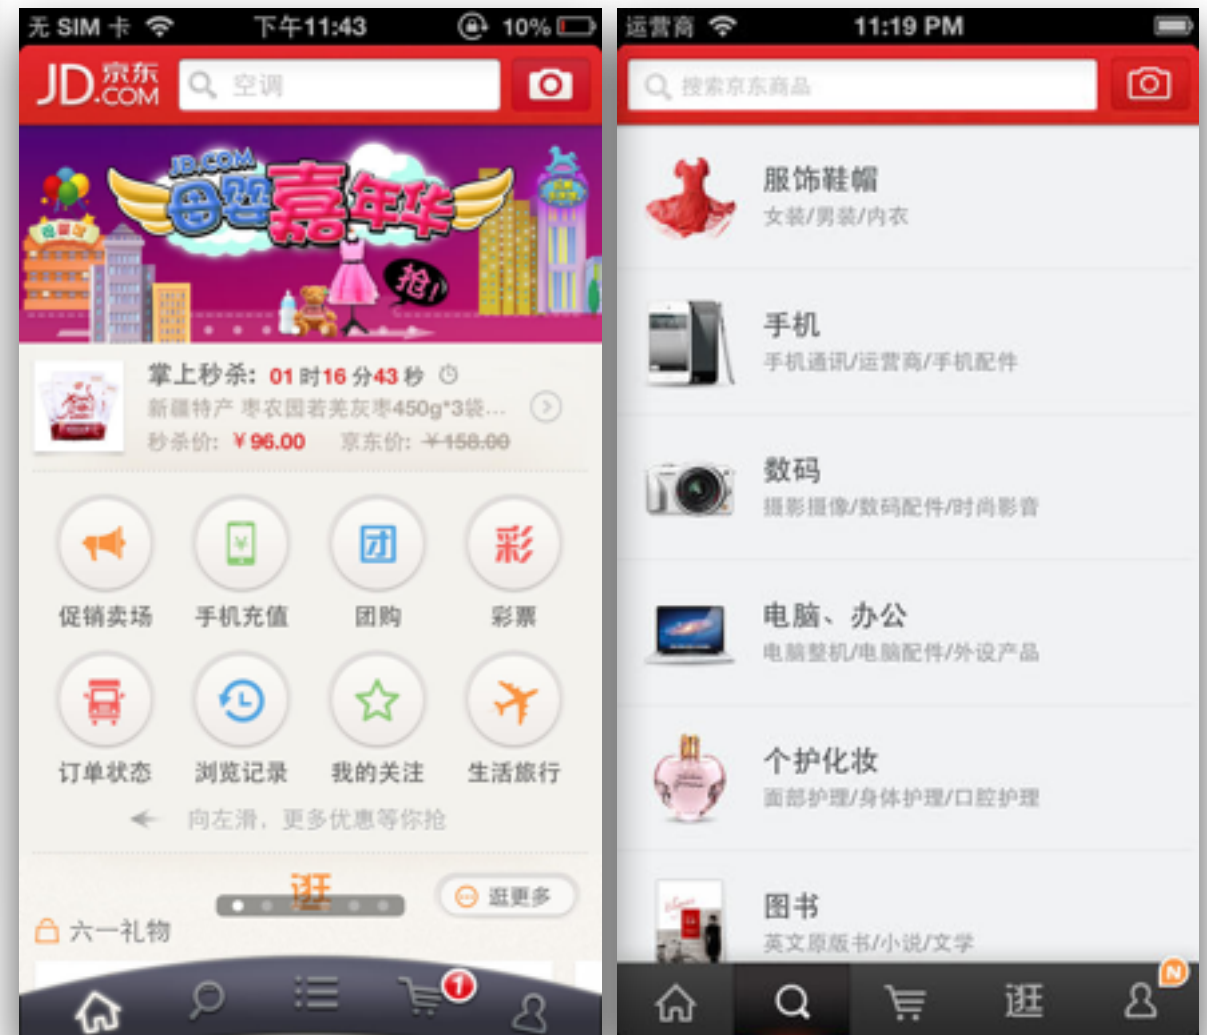 无 SIM 卡 下午11:43 10%
JD.COM 京东 空调
JD.COM
母婴嘉年华
抢!
掌上秒杀: 01 时 16 分 43 秒
新疆特产 枣农园若羌灰枣450g*3袋...
秒杀价: ￥96.00 京东价: ￥158.00
¥ 团 彩
促销卖场 手机充值 团购 彩票
订单状态 浏览记录 我的关注 生活旅行
向左滑，更多优惠等你抢
逛 逛更多
六一礼物
1
运营商 11:19 PM
搜索京东商品
服饰鞋帽
女装/男装/内衣
手机
手机通讯/运营商/手机配件
数码
摄影摄像/数码配件/时尚影音
电脑、办公
电脑整机/电脑配件/外设产品
个护化妆
面部护理/身体护理/口腔护理
图书
英文原版书/小说/文学
逛 N